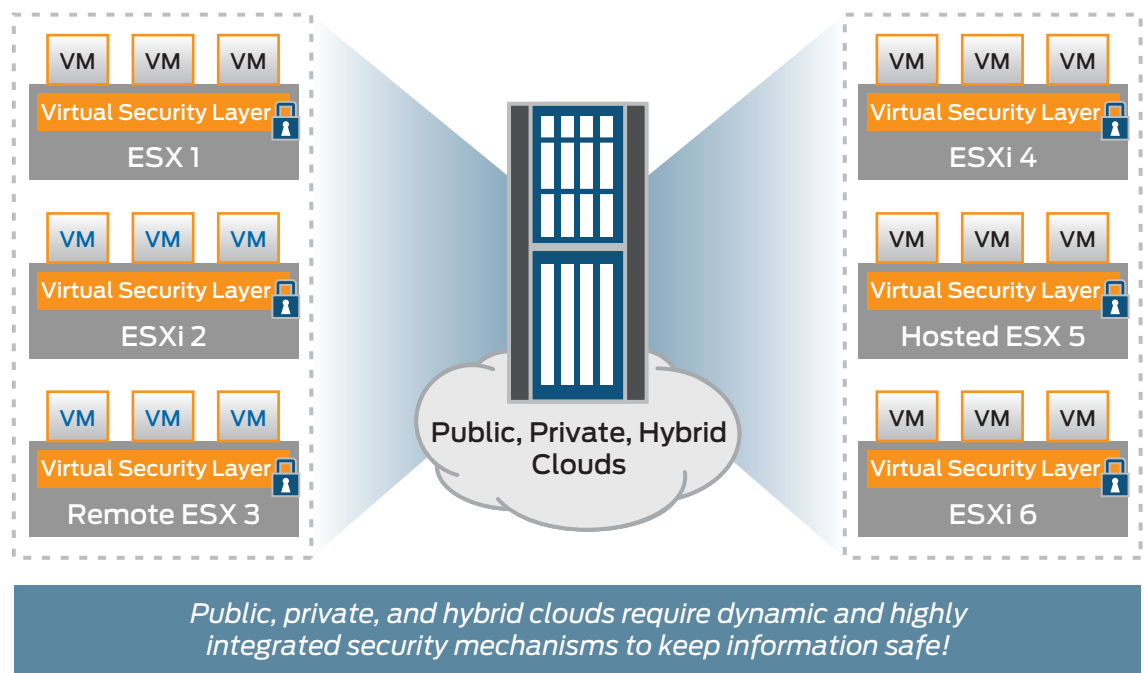 VM VM VM
Virtual Security Layer
ESX 1
VM VM VM
Virtual Security Layer
ESXi 2
VM VM VM
Virtual Security Layer
Remote ESX 3
Public, Private, Hybrid
Clouds
VM VM VM
Virtual Security Layer
ESXi 4
VM VM VM
Virtual Security Layer
Hosted ESX 5
VM VM VM
Virtual Security Layer
ESXi 6
Public, private, and hybrid clouds require dynamic and highly
integrated security mechanisms to keep information safe!